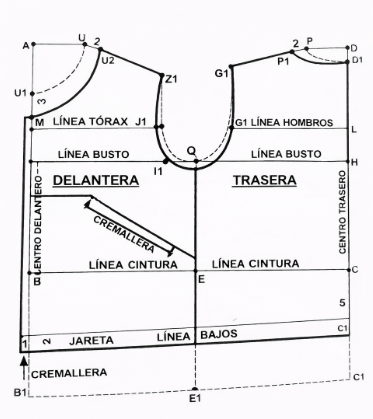 A U 2 2 P D
U2 P1 D1
Z1 G1
U1 3
M LÍNEA TÓRAX J1 G1 LÍNEA HOMBROS L
Q
LÍNEA BUSTO LÍNEA BUSTO H
I1
DELANTERA TRASERA
CENTRO DELANTERO
CENTRO TRASERO
CREMALLERA
LÍNEA CINTURA LÍNEA CINTURA
B E C
5
1 2 JARETA LÍNEA BAJOS C1
CREMALLERA
B1 E1 C1